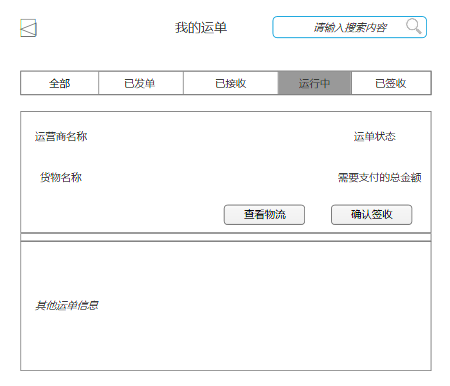 我的运单
请输入搜索内容
全部 已发单 已接收 运行中 已签收
运营商名称 运单状态
货物名称 需要支付的总金额
查看物流 确认签收
其他运单信息